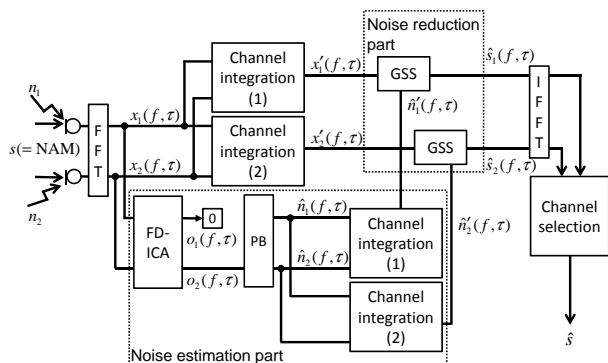 Noise reduction
part
Channel
integration
(1)
x′₁(f,τ)
GSS
ŝ₁(f,τ)
n₁
x₁(f,τ)
n̂′₁(f,τ)
I
F
F
T
F
F
T
s(= NAM)
Channel
integration
(2)
x′₂(f,τ)
GSS
x₂(f,τ)
ŝ₂(f,τ)
n₂
n̂₁(f,τ)
n̂′₂(f,τ)
Channel
selection
FD-
ICA
0
o₁(f,τ)
PB
Channel
integration
(1)
n̂₂(f,τ)
o₂(f,τ)
Channel
integration
(2)
ŝ
Noise estimation part